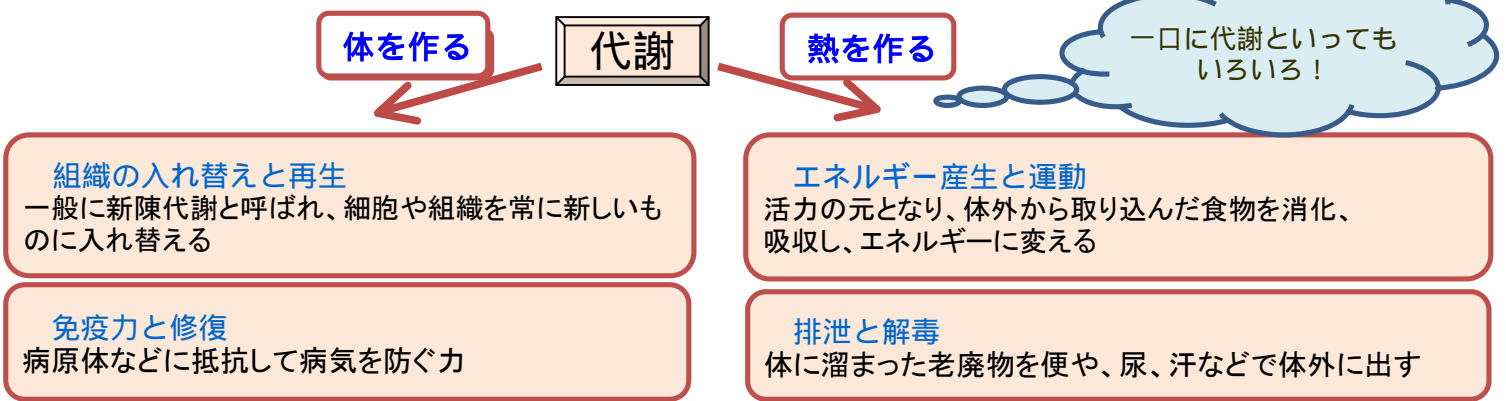 体を作る
代謝
熱を作る
一口に代謝といっても
いろいろ！
組織の入れ替えと再生
一般に新陳代謝と呼ばれ、細胞や組織を常に新しいも
のに入れ替える
エネルギー産生と運動
活力の元となり、体外から取り込んだ食物を消化、
吸収し、エネルギーに変える
免疫力と修復
病原体などに抵抗して病気を防ぐ力
排泄と解毒
体に溜まった老廃物を便や、尿、汗などで体外に出す